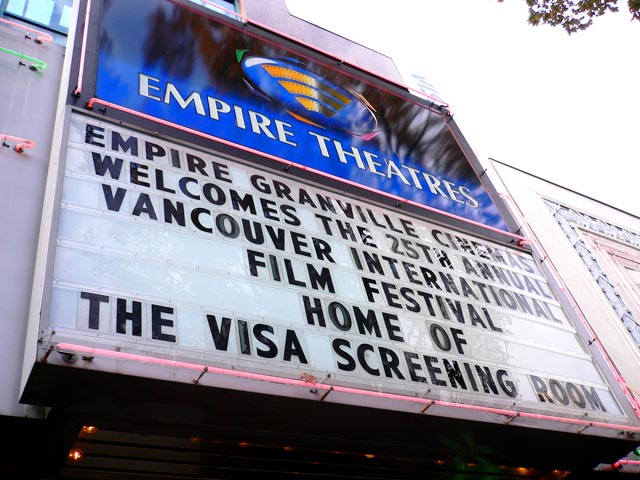 EMPIRE THEATRES
EMPIRE GRANVILLE CINEMAS
WELCOMES THE 25TH ANNUAL
VANCOUVER INTERNATIONAL
FILM FESTIVAL
HOME OF
THE VISA SCREENING ROOM